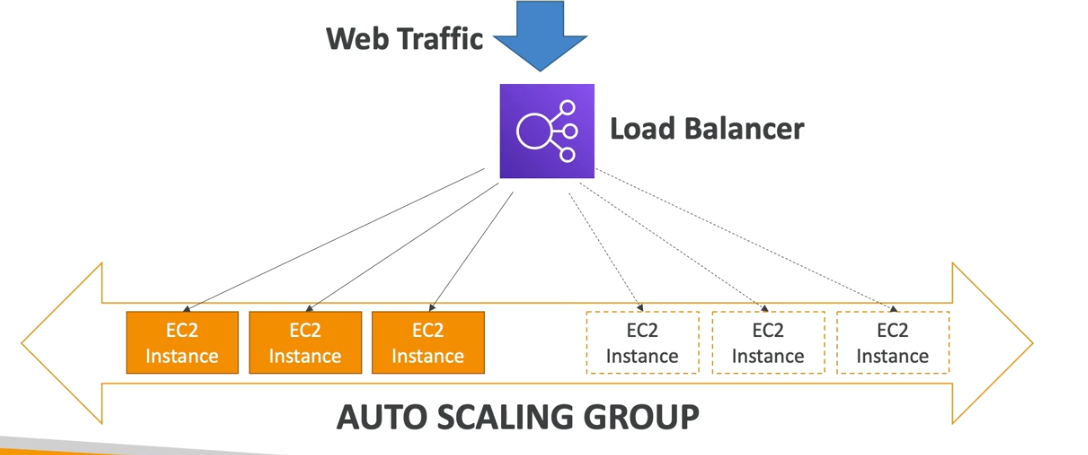 Web Traffic
Load Balancer
EC2
Instance
EC2
Instance
EC2
Instance
EC2
Instance
EC2
Instance
EC2
Instance
AUTO SCALING GROUP